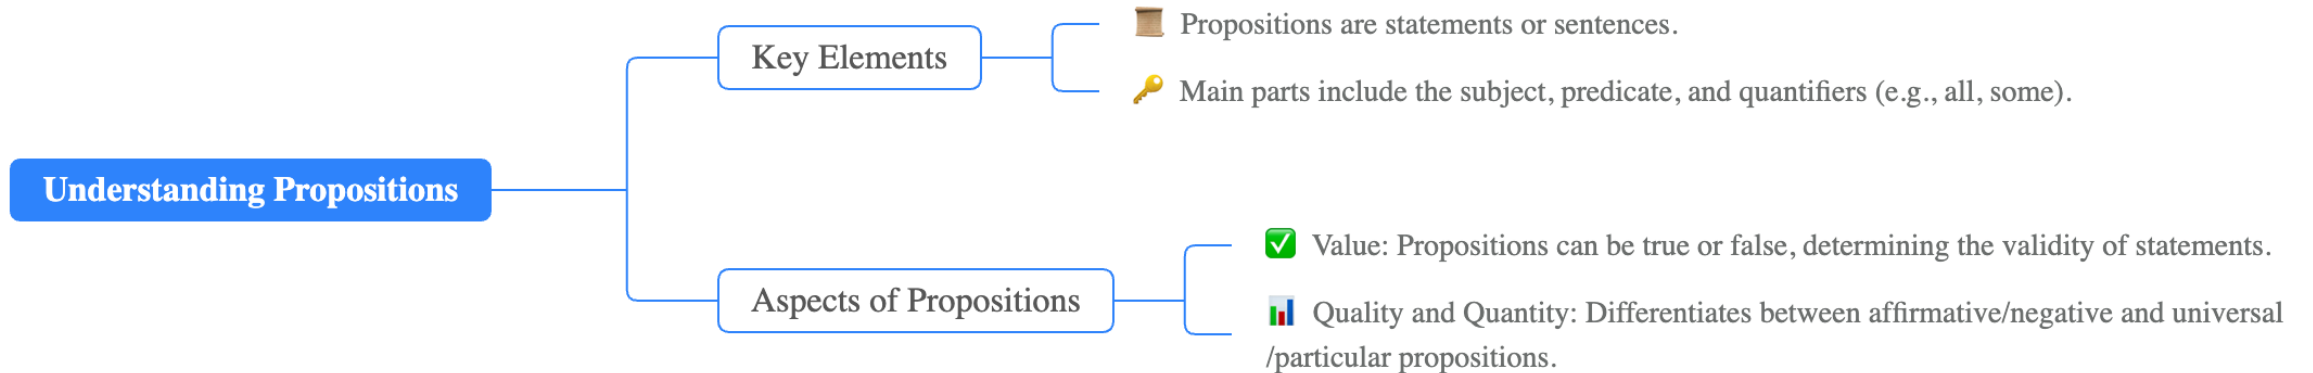 Understanding Propositions
Key Elements
Propositions are statements or sentences.
Main parts include the subject, predicate, and quantifiers (e.g., all, some).
Aspects of Propositions
Value: Propositions can be true or false, determining the validity of statements.
Quality and Quantity: Differentiates between affirmative/negative and universal
/particular propositions.